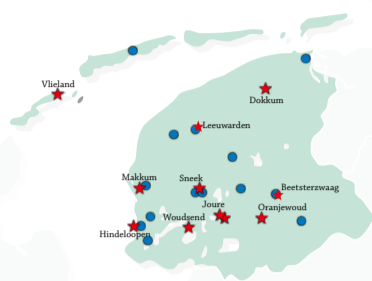 Vlieland
Dokkum
Leeuwarden
Makkum
Sneek
Beetsterzwaag
Joure
Oranjewoud
Woudsend
Hindeloopen